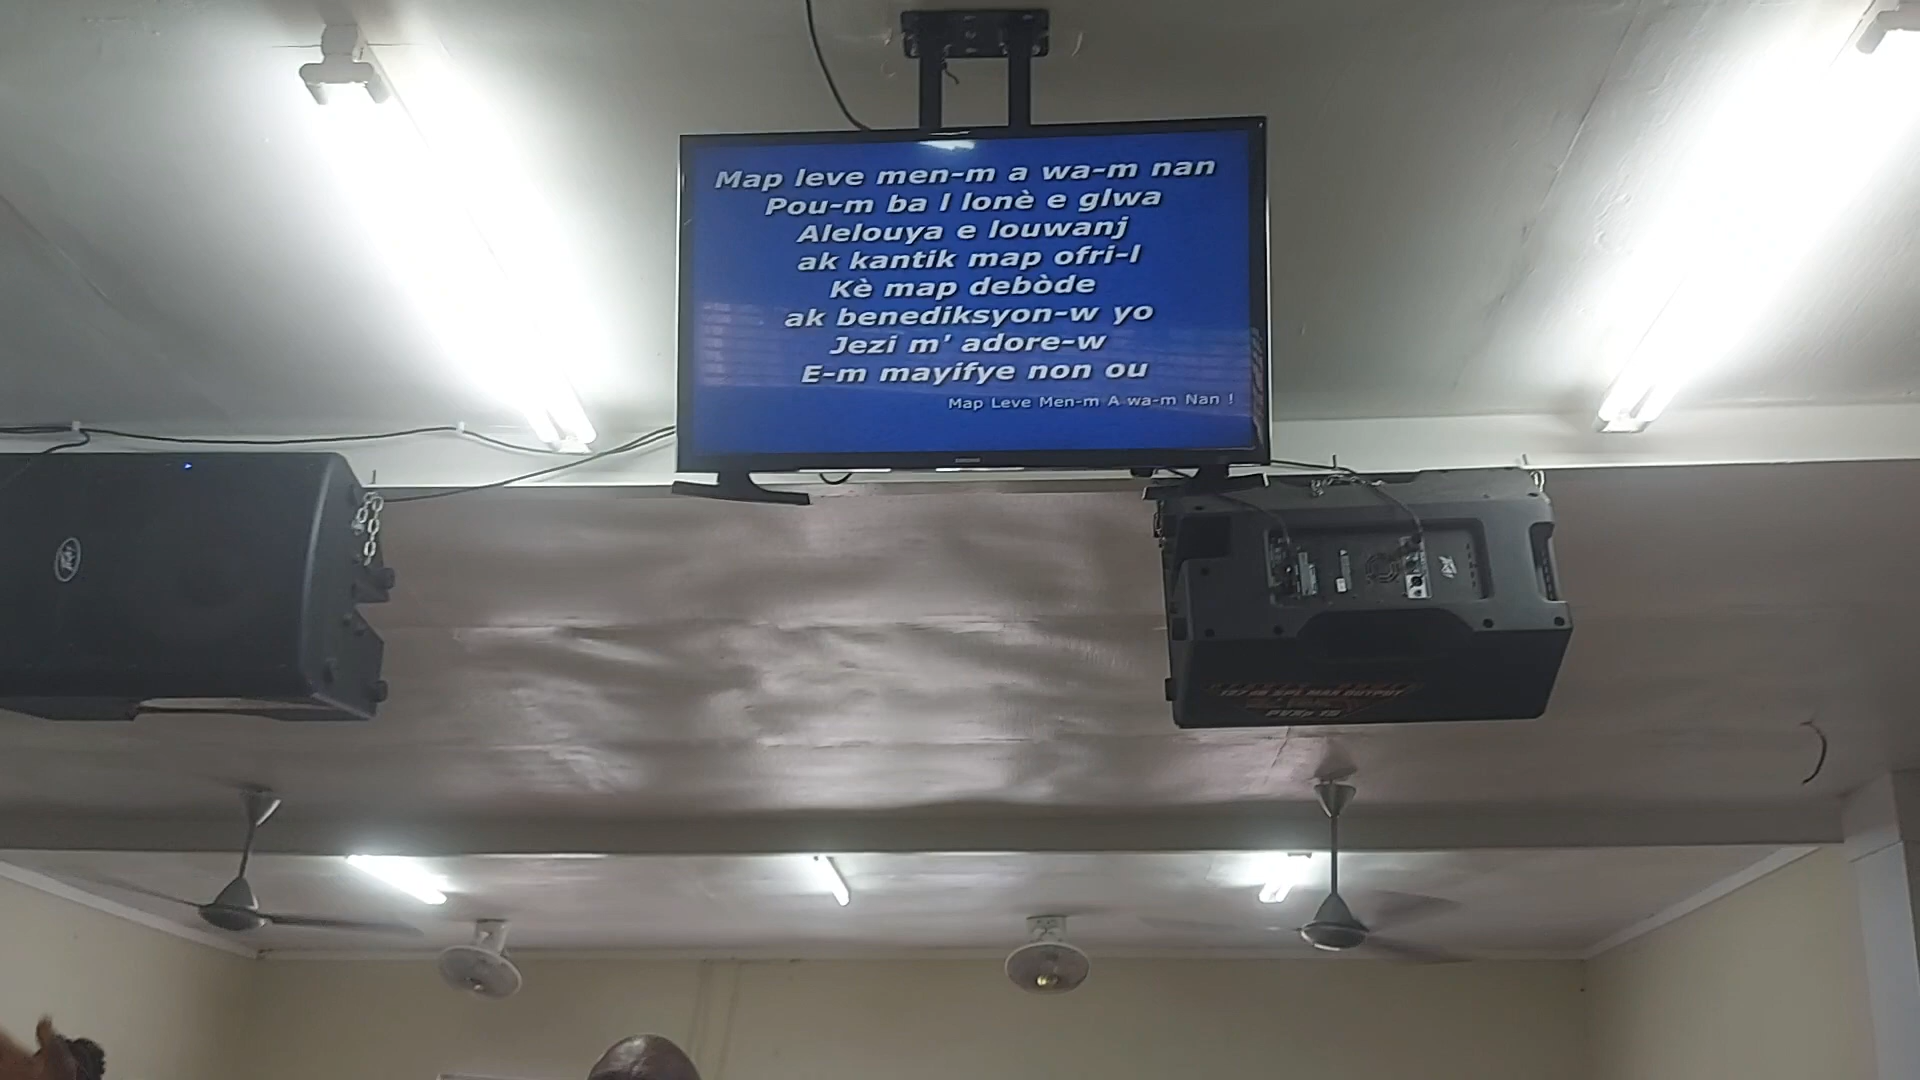 Map leve men-m a wa-m nan
Pou-m ba l lonè e glwa
Alelouya e louwanj
ak kantik map ofri-l
Kè map debòde
ak benediksyon-w yo
Jezi m' adore-w
E-m mayifye non ou
Map Leve Men-m A wa-m Nan !